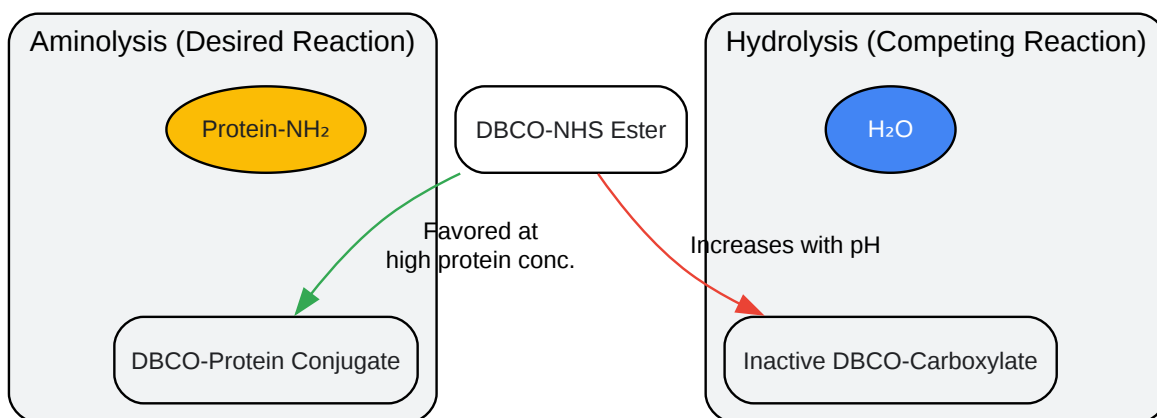 Aminolysis (Desired Reaction)
Hydrolysis (Competing Reaction)
Protein-NH₂
DBCO-NHS Ester
H₂O
Favored at
high protein conc.
Increases with pH
DBCO-Protein Conjugate
Inactive DBCO-Carboxylate